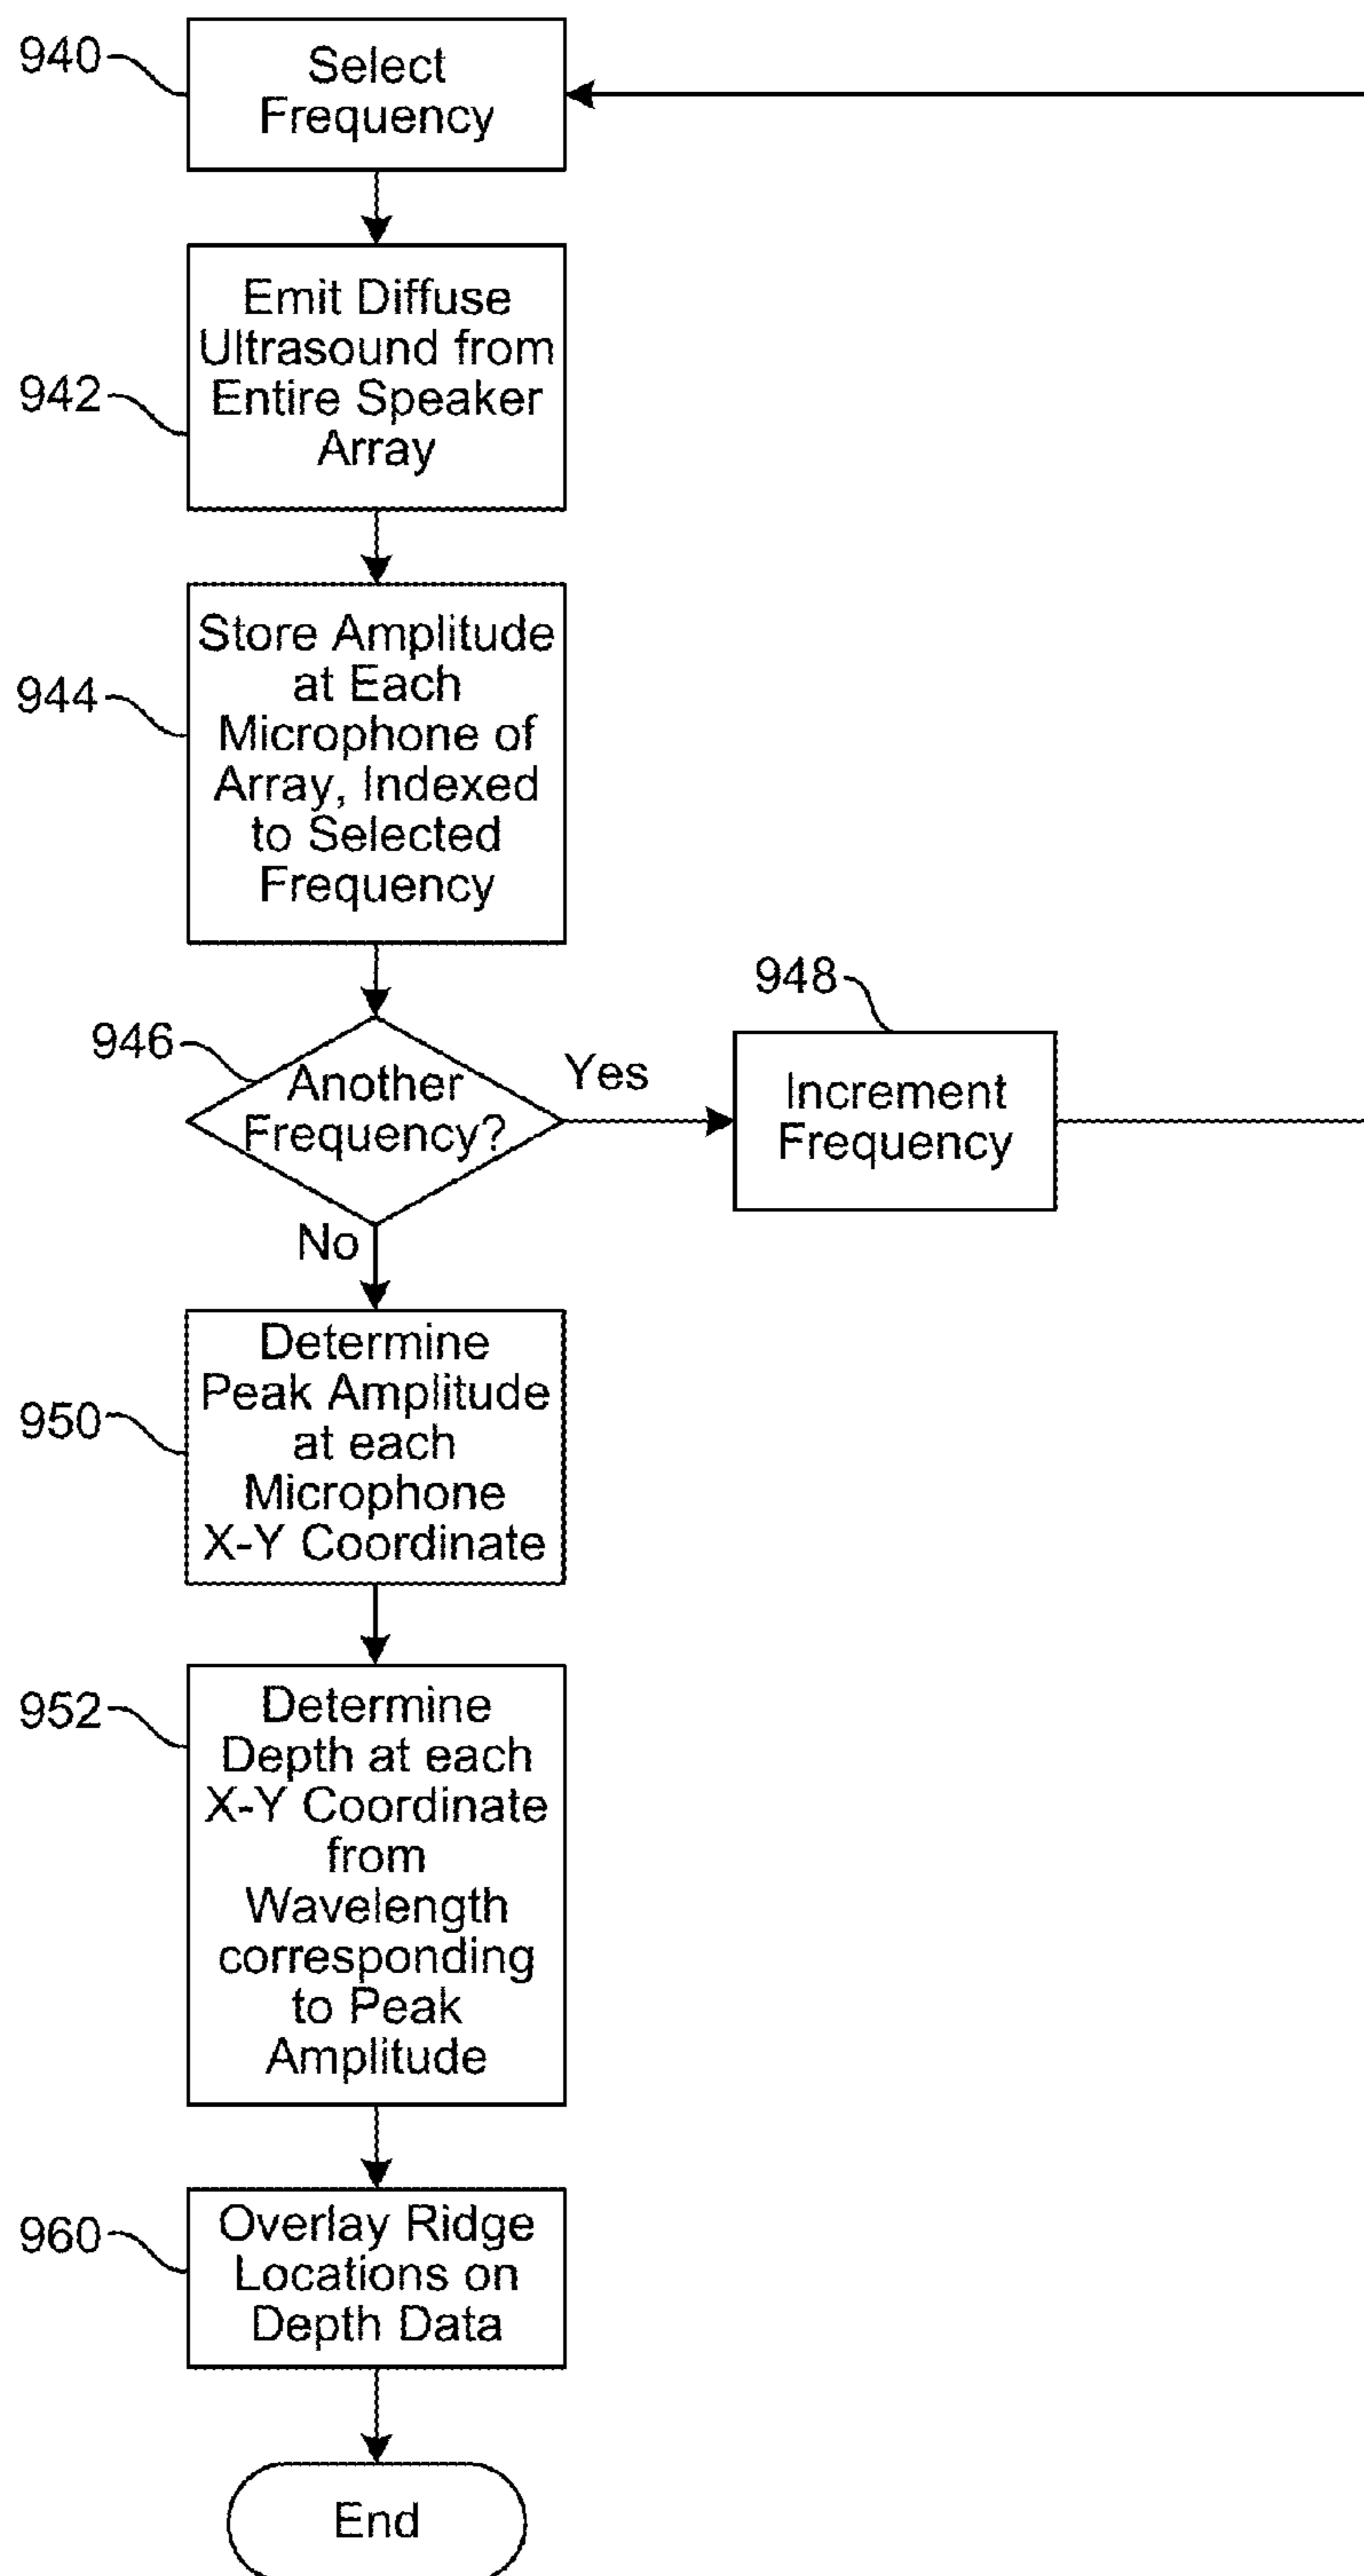 940
Select
Frequency
942
Emit Diffuse
Ultrasound from
Entire Speaker
Array
944
Store Amplitude
at Each
Microphone of
Array, Indexed
to Selected
Frequency
946
Another
Frequency?
Yes
948
Increment
Frequency
No
950
Determine
Peak Amplitude
at each
Microphone
X-Y Coordinate
952
Determine
Depth at each
X-Y Coordinate
from
Wavelength
corresponding
to Peak
Amplitude
960
Overlay Ridge
Locations on
Depth Data
End